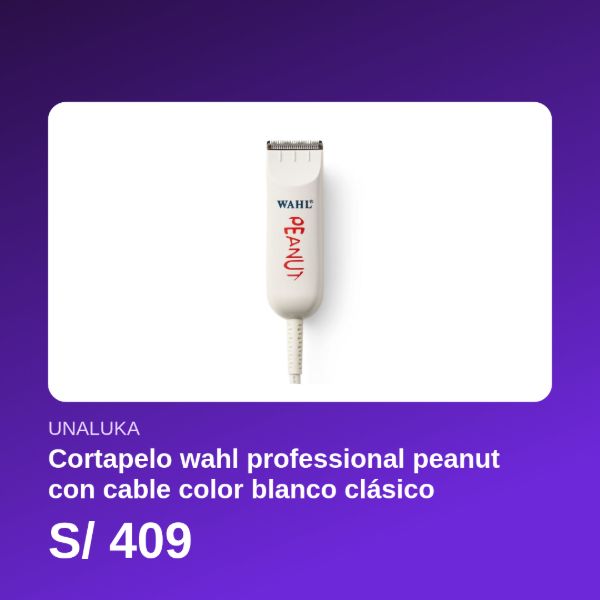 WAHL®
PEANUT
UNALUKA
Cortapelo wahl professional peanut
con cable color blanco clásico
S/ 409